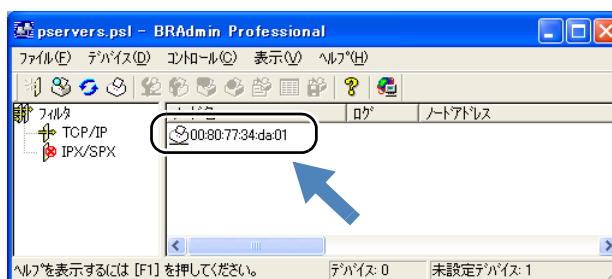 pservers.psl - BRAdmin Professional
ファイル(F) デバイス(D) コントロール(C) 表示(V) ヘルプ(H)
フィルタ
TCP/IP
IPX/SPX
ログ ノードアドレス
00:80:77:34:da:01
ヘルプを表示するには [F1] を押してください。 デバイス: 0 未設定デバイス: 1